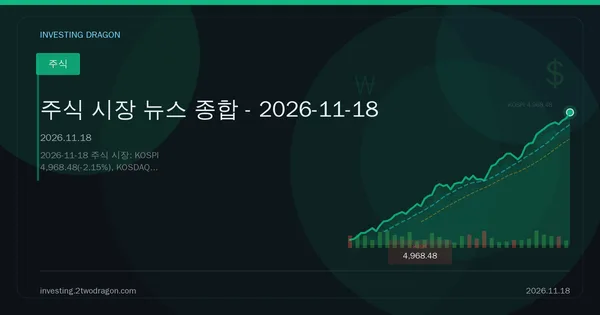 INVESTING DRAGON
주식
주식 시장 뉴스 종합 - 2026-11-18
2026.11.18
2026-11-18 주식 시장: KOSPI
4,968.48(-2.15%), KOSDAQ...
₩
$
4,968.48
investing.2twodragon.com
2026.11.18